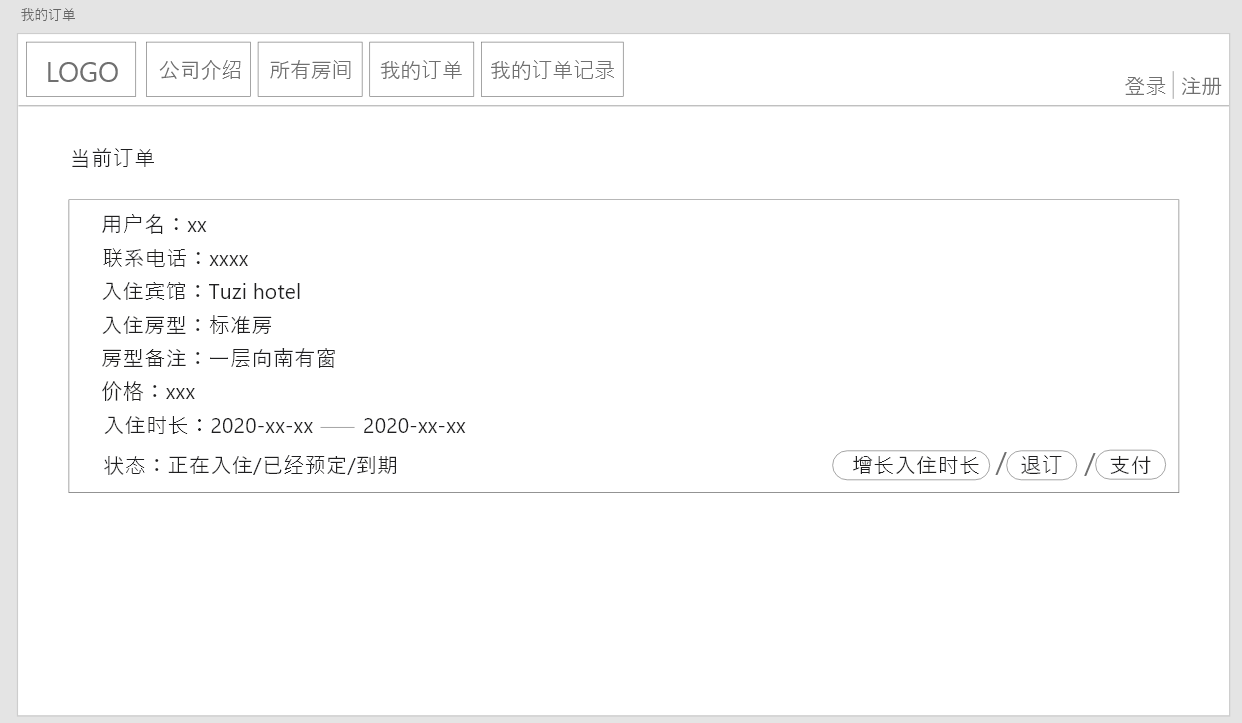 我的订单
LOGO 公司介绍 所有房间 我的订单 我的订单记录
登录 注册
当前订单
用户名：xx
联系电话：xxxx
入住宾馆：Tuzi hotel
入住房型：标准房
房型备注：一层向南有窗
价格：xxx
入住时长：2020-xx-xx —— 2020-xx-xx
状态：正在入住/已经预定/到期 增长入住时长 / 退订 / 支付